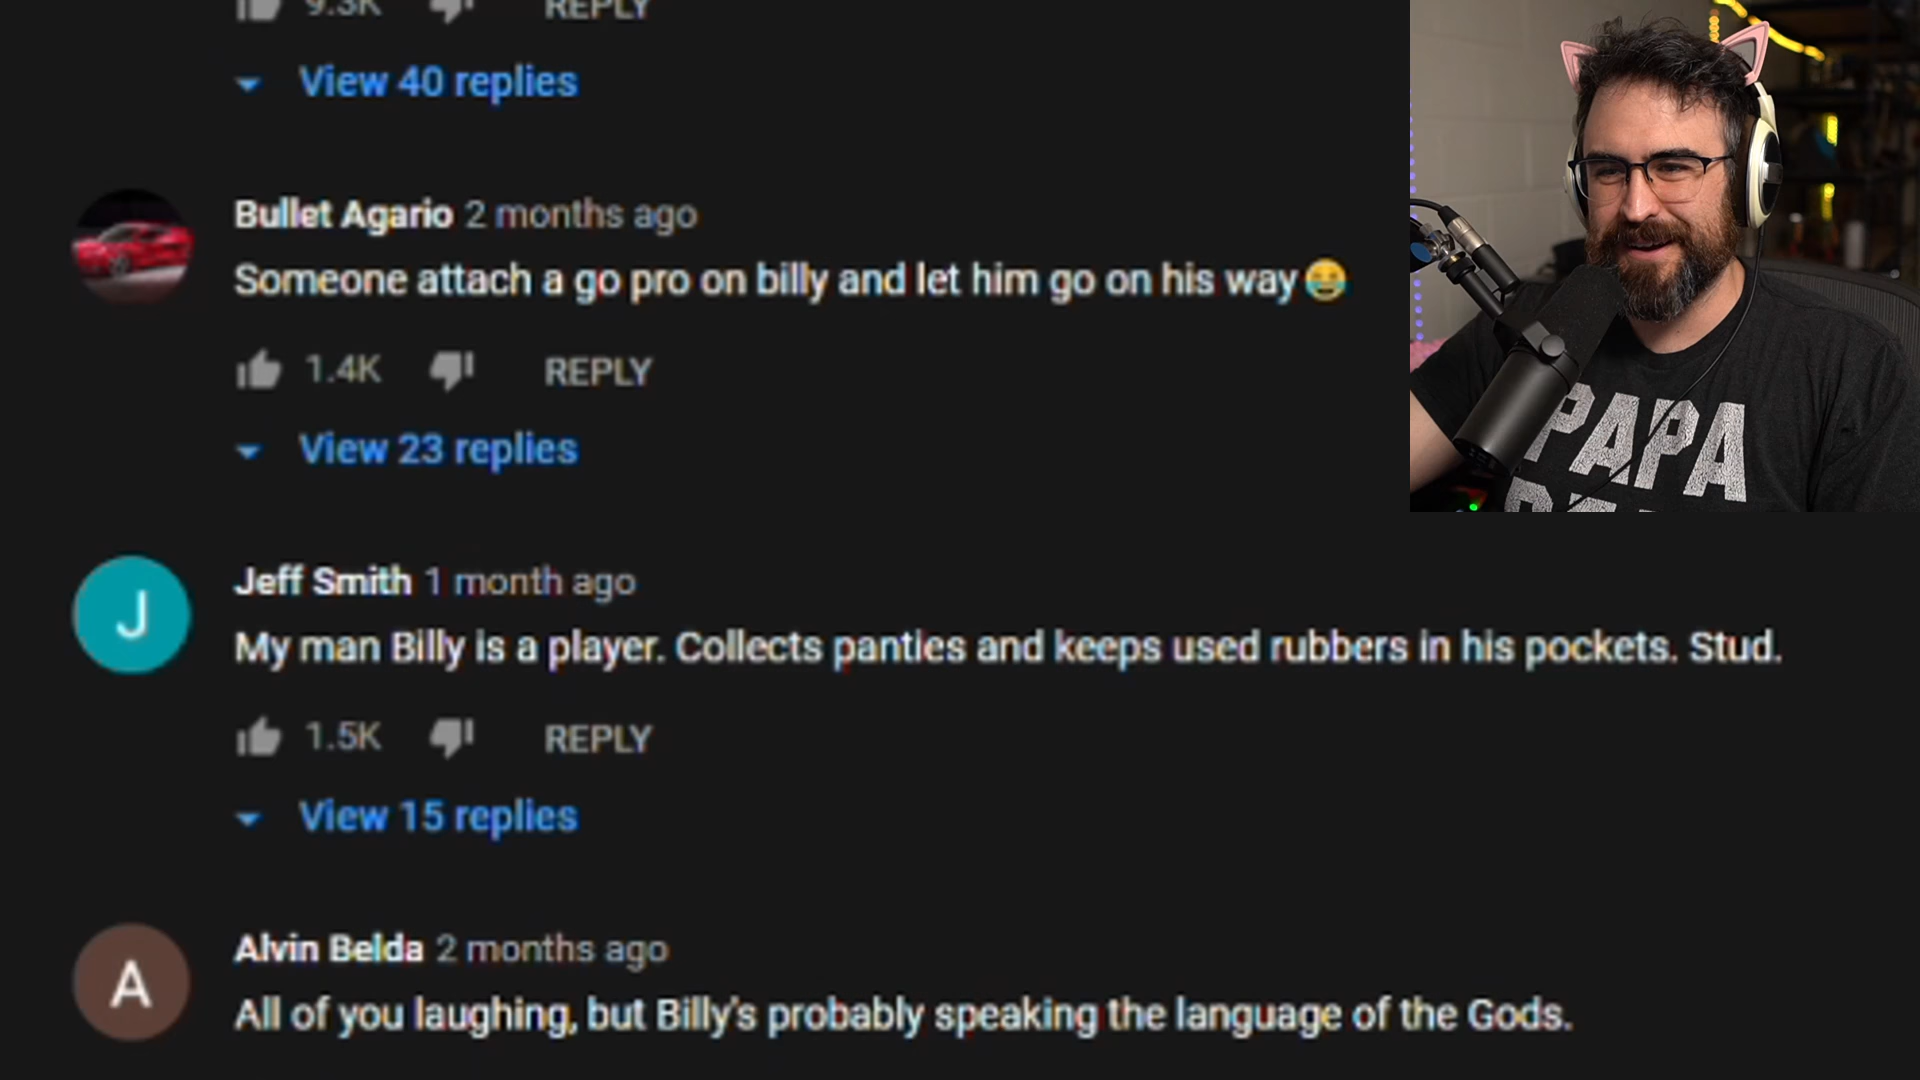 9.3K REPLY
View 40 replies
Bullet Agario 2 months ago
Someone attach a go pro on billy and let him go on his way😂
1.4K REPLY
View 23 replies
J
Jeff Smith 1 month ago
My man Billy is a player. Collects panties and keeps used rubbers in his pockets. Stud.
1.5K REPLY
View 15 replies
A
Alvin Belda 2 months ago
All of you laughing, but Billy's probably speaking the language of the Gods.
PAPA